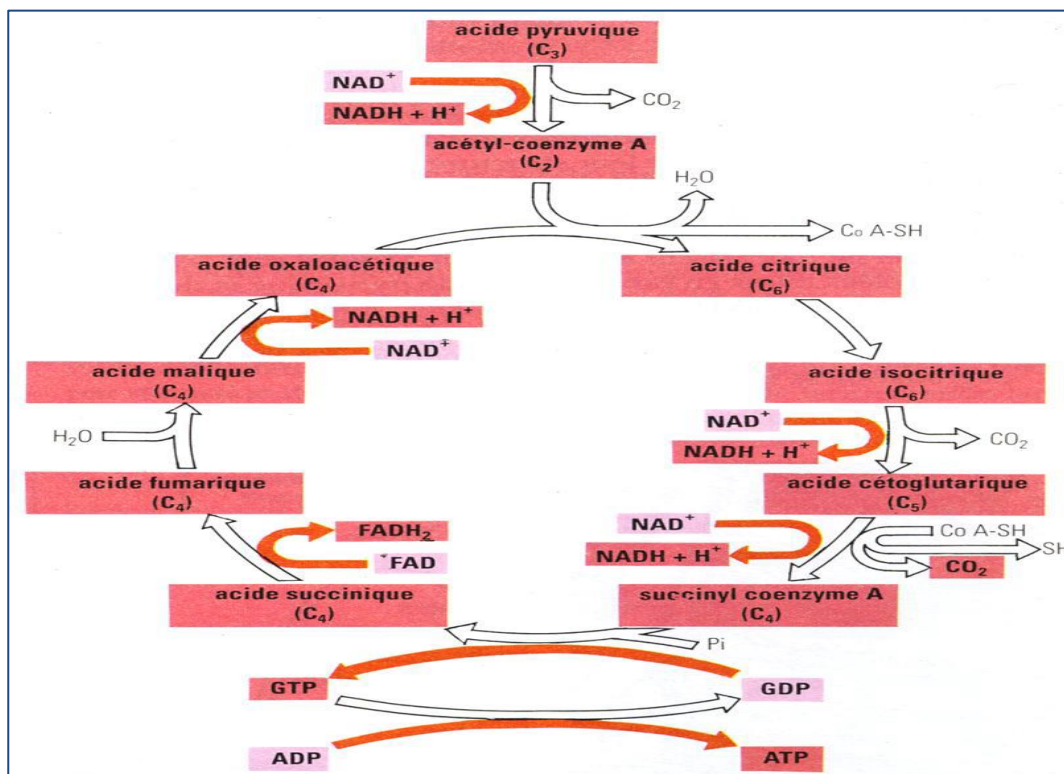 acide pyruvique
(C₃)
NAD⁺
NADH + H⁺
CO₂
acétyl-coenzyme A
(C₂)
H₂O
Co A-SH
acide oxaloacétique
(C₄)
acide citrique
(C₆)
NADH + H⁺
NAD⁺
acide malique
(C₄)
acide isocitrique
(C₆)
H₂O
NAD⁺
NADH + H⁺
CO₂
acide fumarique
(C₄)
acide cétoglutarique
(C₅)
FADH₂
FAD
NAD⁺
NADH + H⁺
Co A-SH
SH
CO₂
acide succinique
(C₄)
succinyl coenzyme A
(C₄)
Pi
GTP
GDP
ADP
ATP